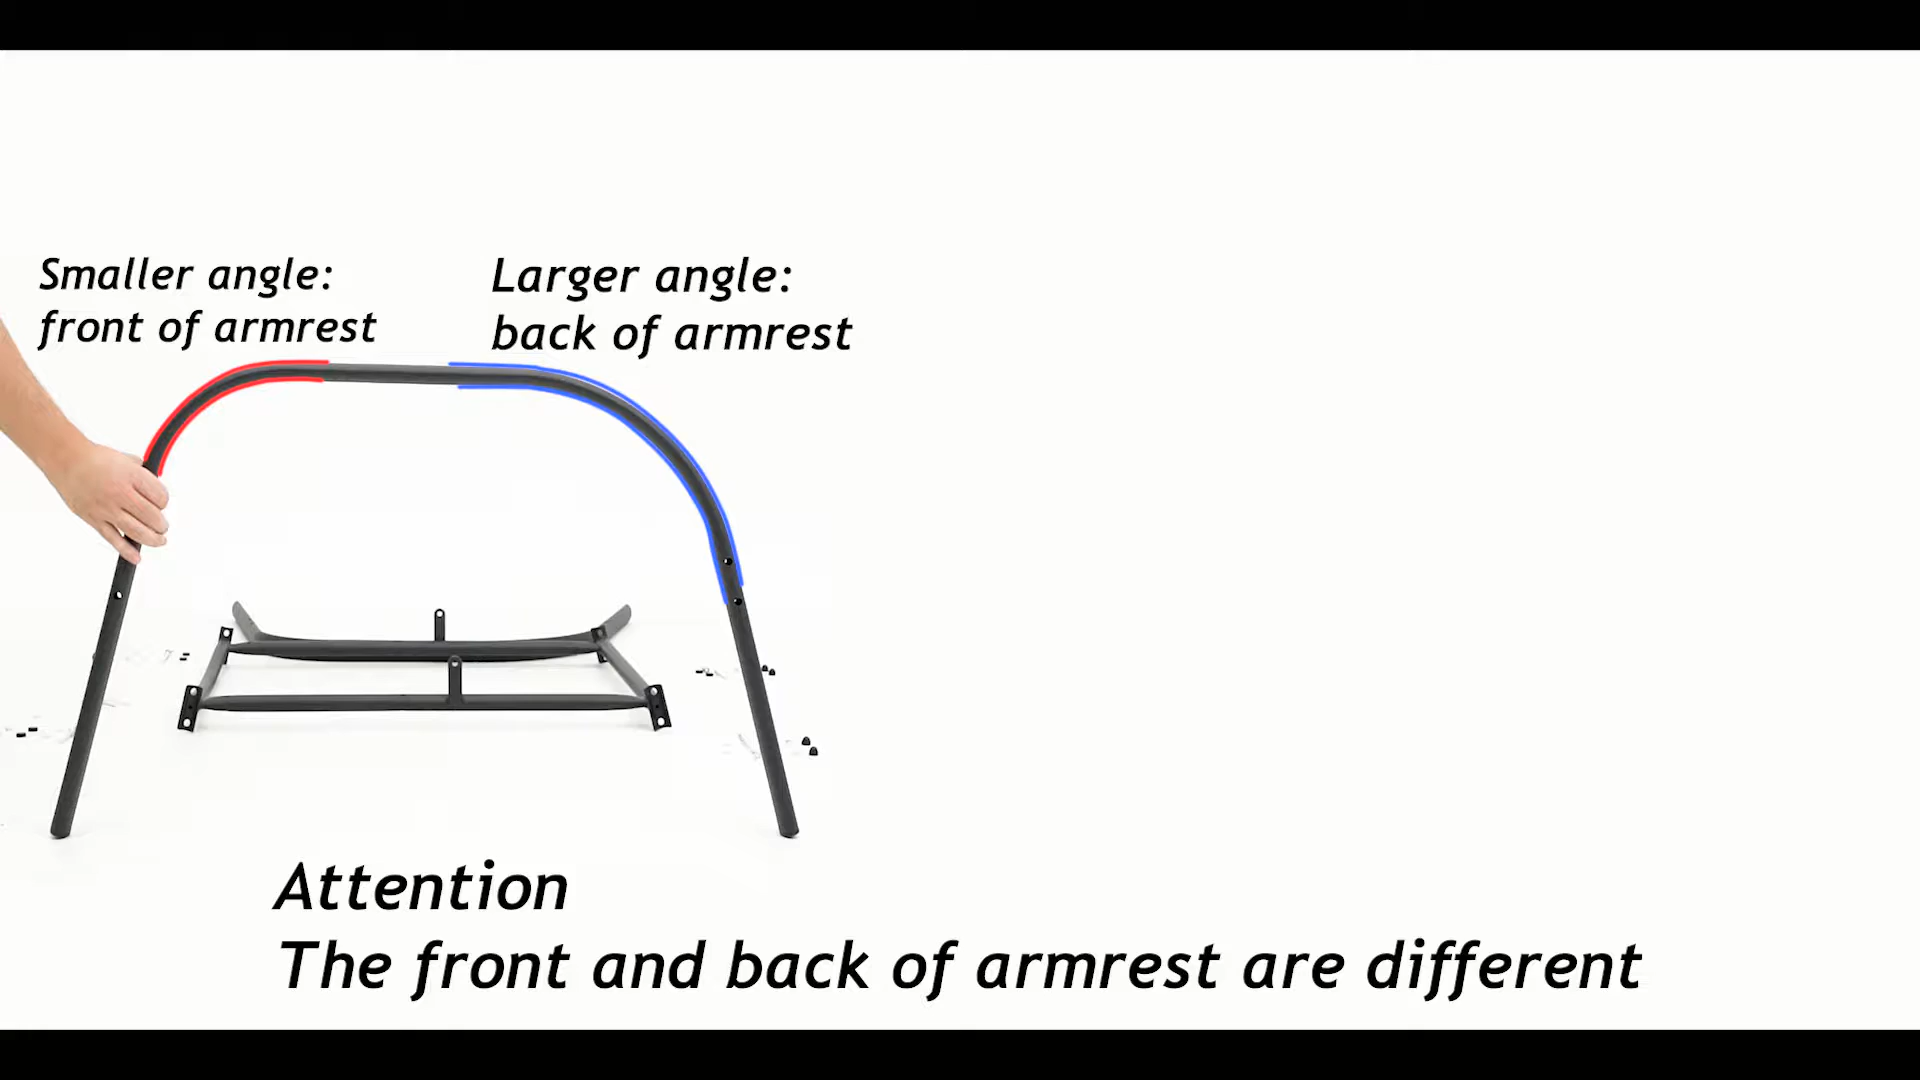 Smaller angle:
front of armrest
Larger angle:
back of armrest
Attention
The front and back of armrest are different